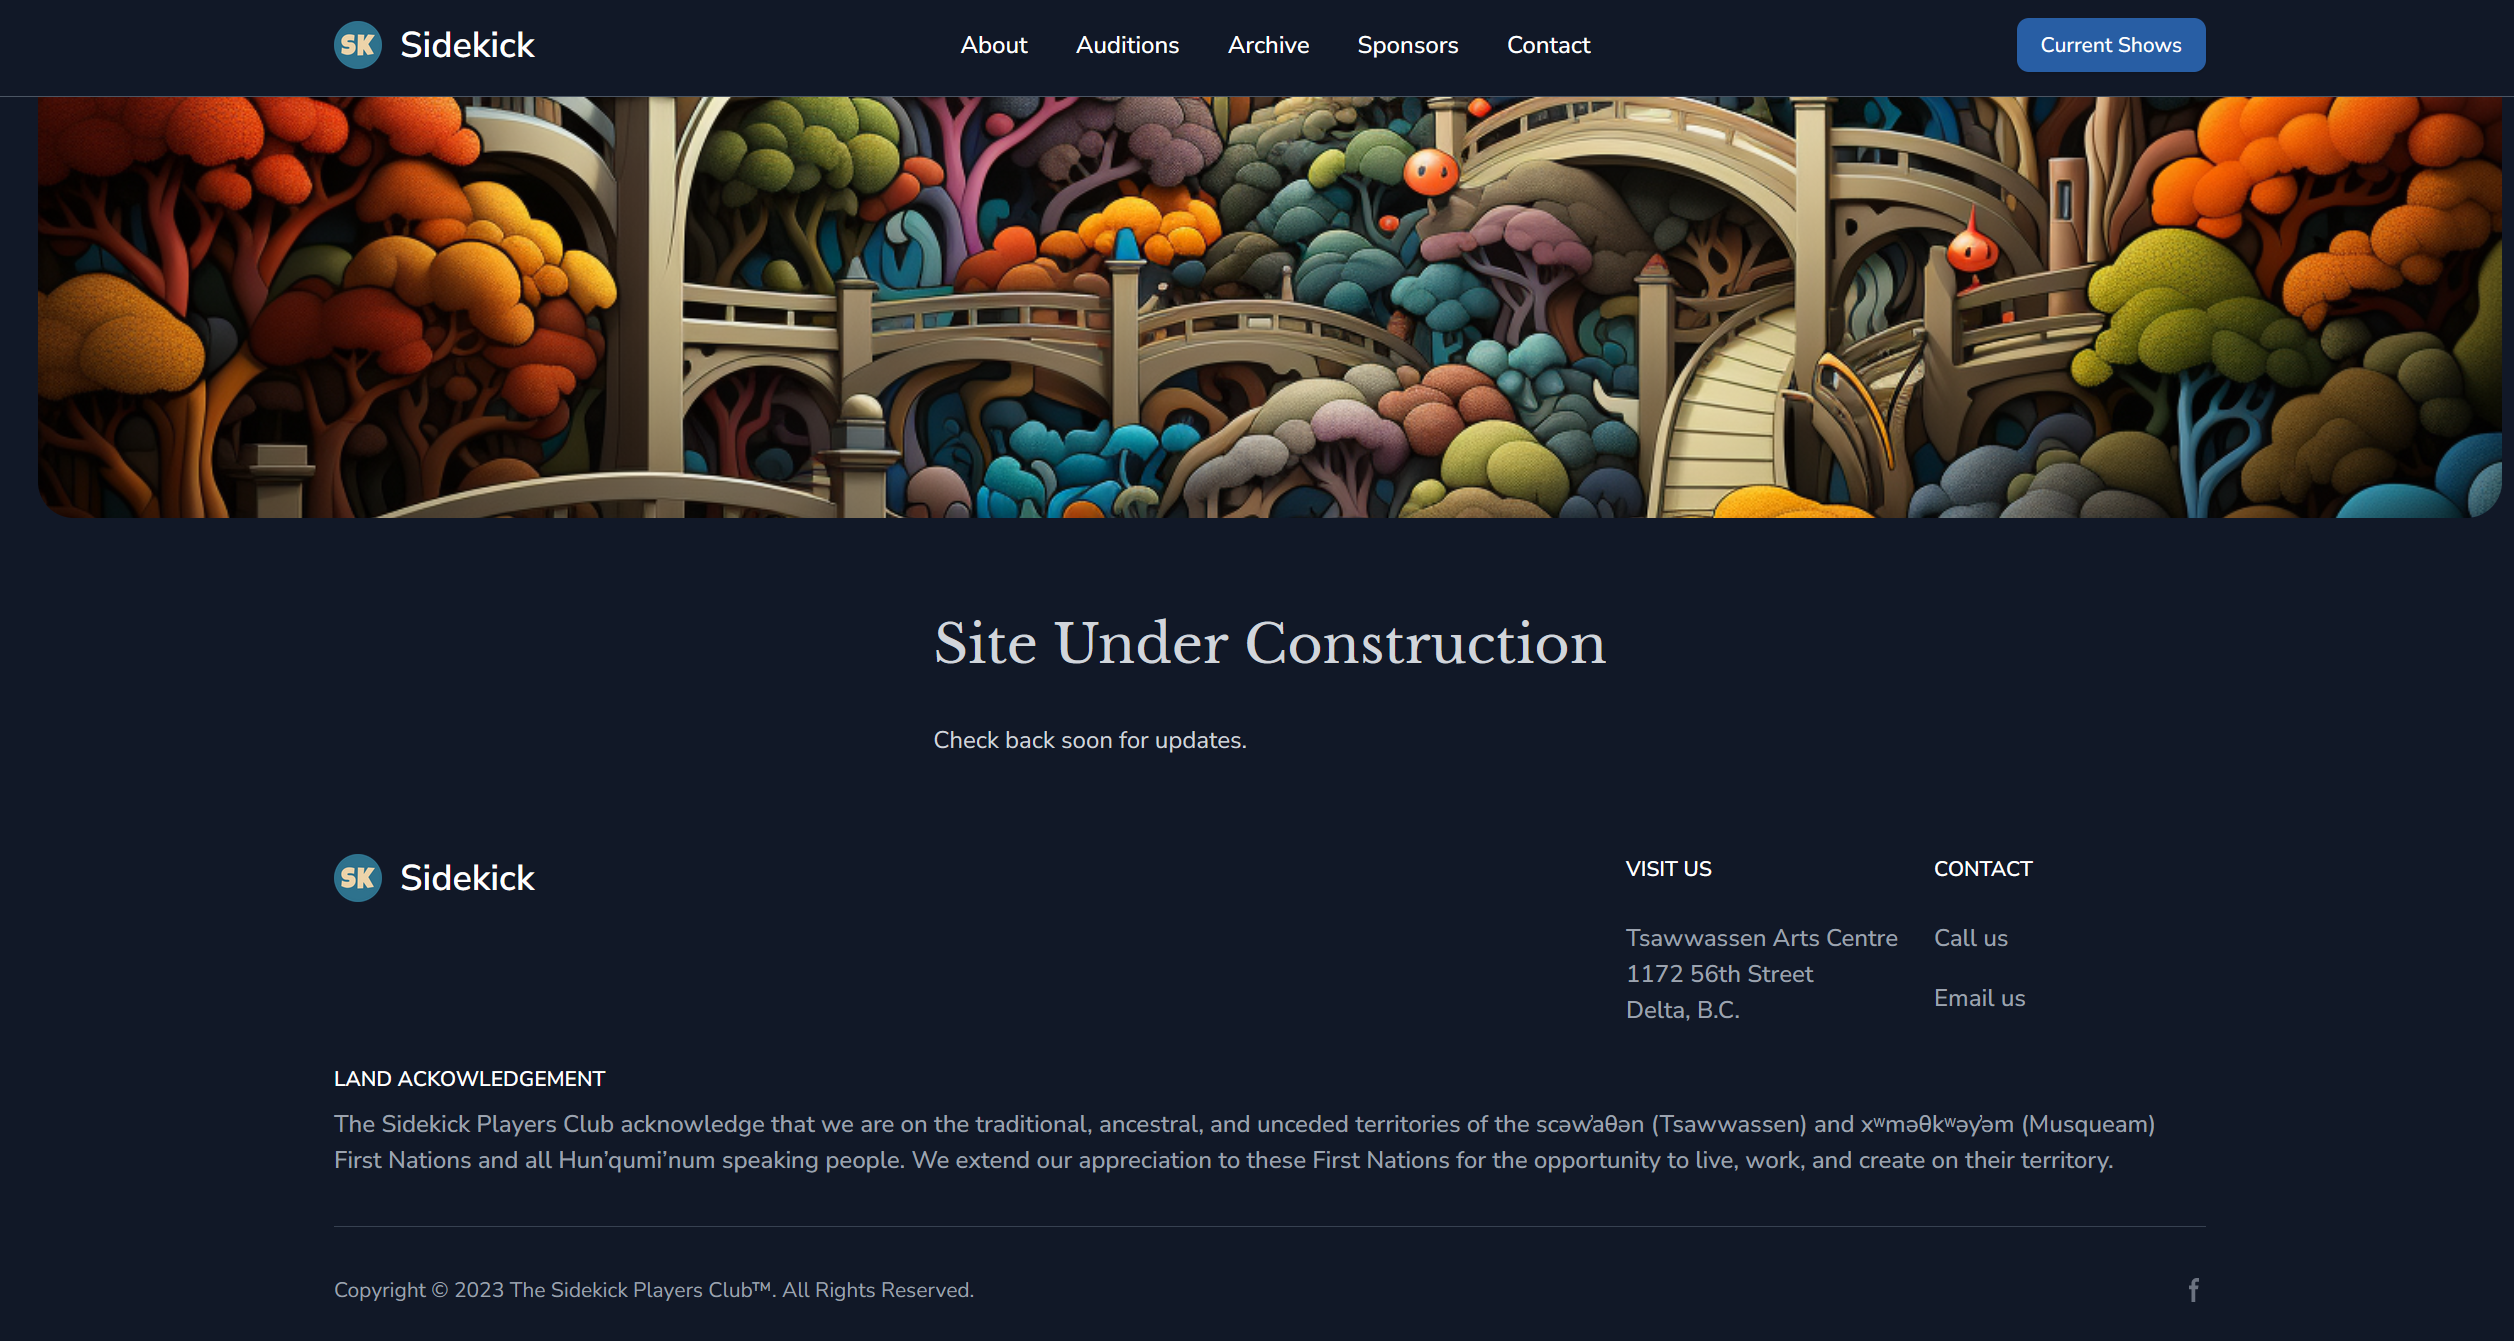 SK Sidekick
About Auditions Archive Sponsors Contact
Current Shows
Site Under Construction
Check back soon for updates.
SK Sidekick
VISIT US
Tsawwassen Arts Centre
1172 56th Street
Delta, B.C.
CONTACT
Call us
Email us
LAND ACKOWLEDGEMENT
The Sidekick Players Club acknowledge that we are on the traditional, ancestral, and unceded territories of the scəw̓aθən (Tsawwassen) and xʷməθkʷəy̓əm (Musqueam)
First Nations and all Hun’qumi’num speaking people. We extend our appreciation to these First Nations for the opportunity to live, work, and create on their territory.
Copyright © 2023 The Sidekick Players Club™. All Rights Reserved.